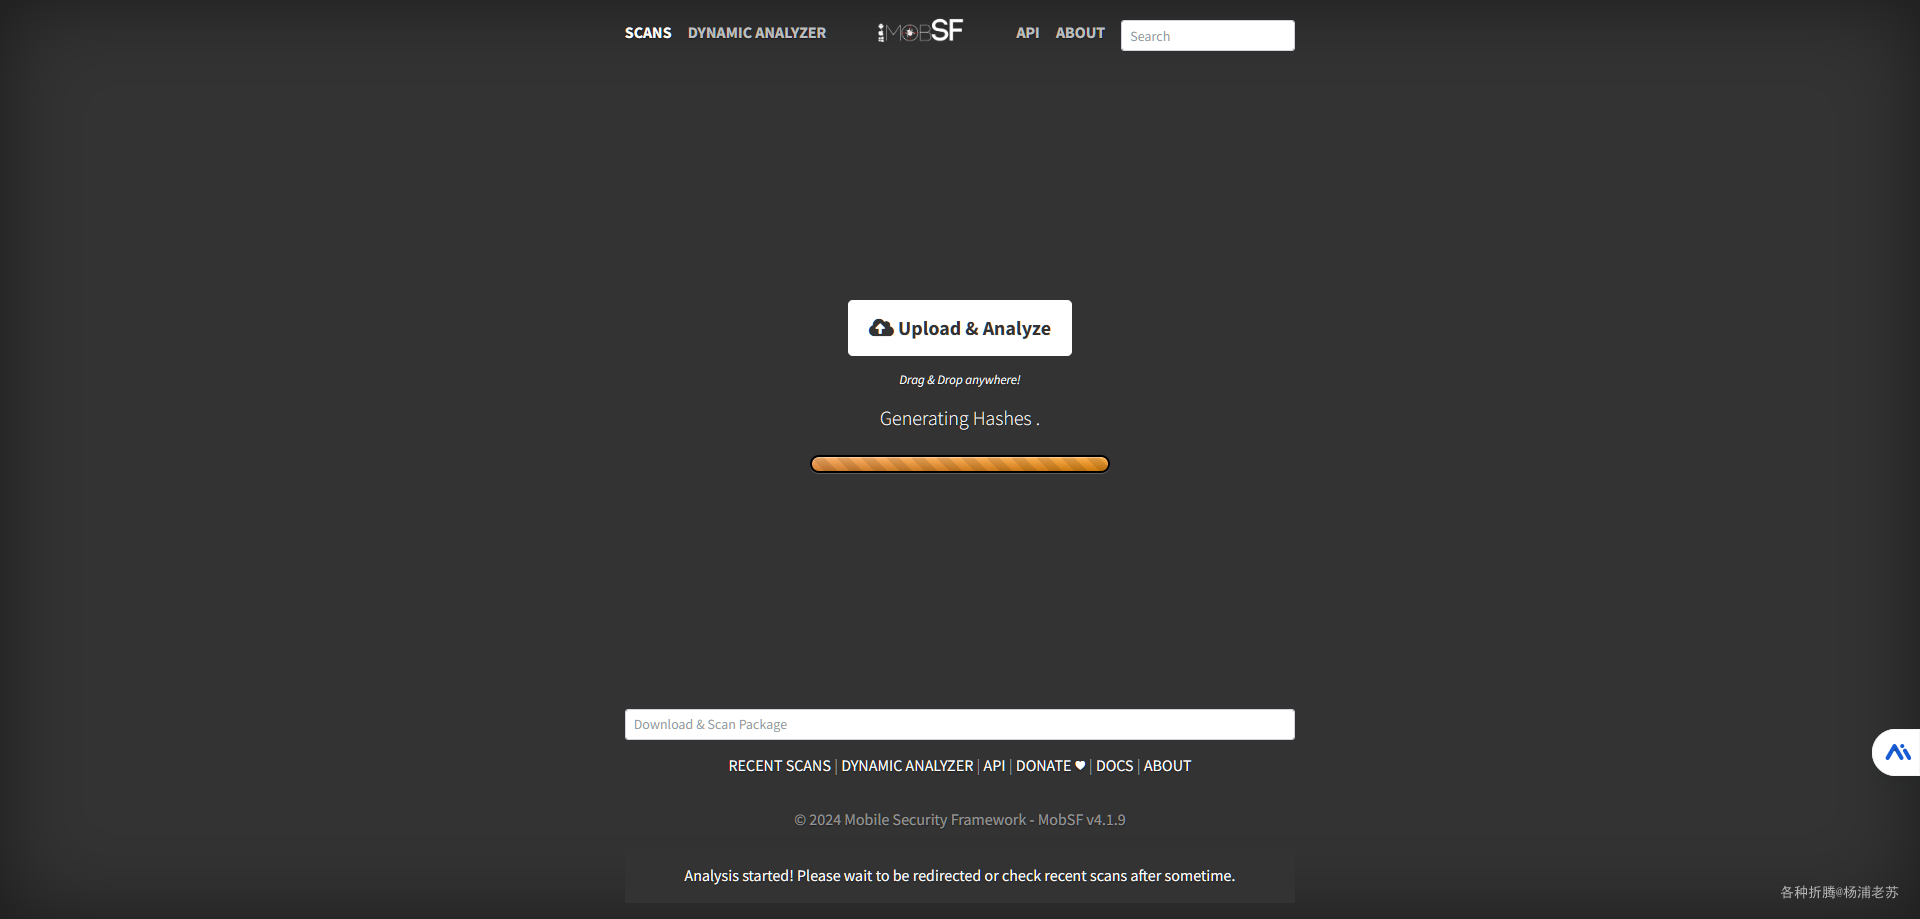 SCANS DYNAMIC ANALYZER MOBSF API ABOUT Search
Upload & Analyze
Drag & Drop anywhere!
Generating Hashes .
Download & Scan Package
RECENT SCANS | DYNAMIC ANALYZER | API | DONATE ♥ | DOCS | ABOUT
© 2024 Mobile Security Framework - MobSF v4.1.9
Analysis started! Please wait to be redirected or check recent scans after sometime.
各种折腾@杨浦老苏